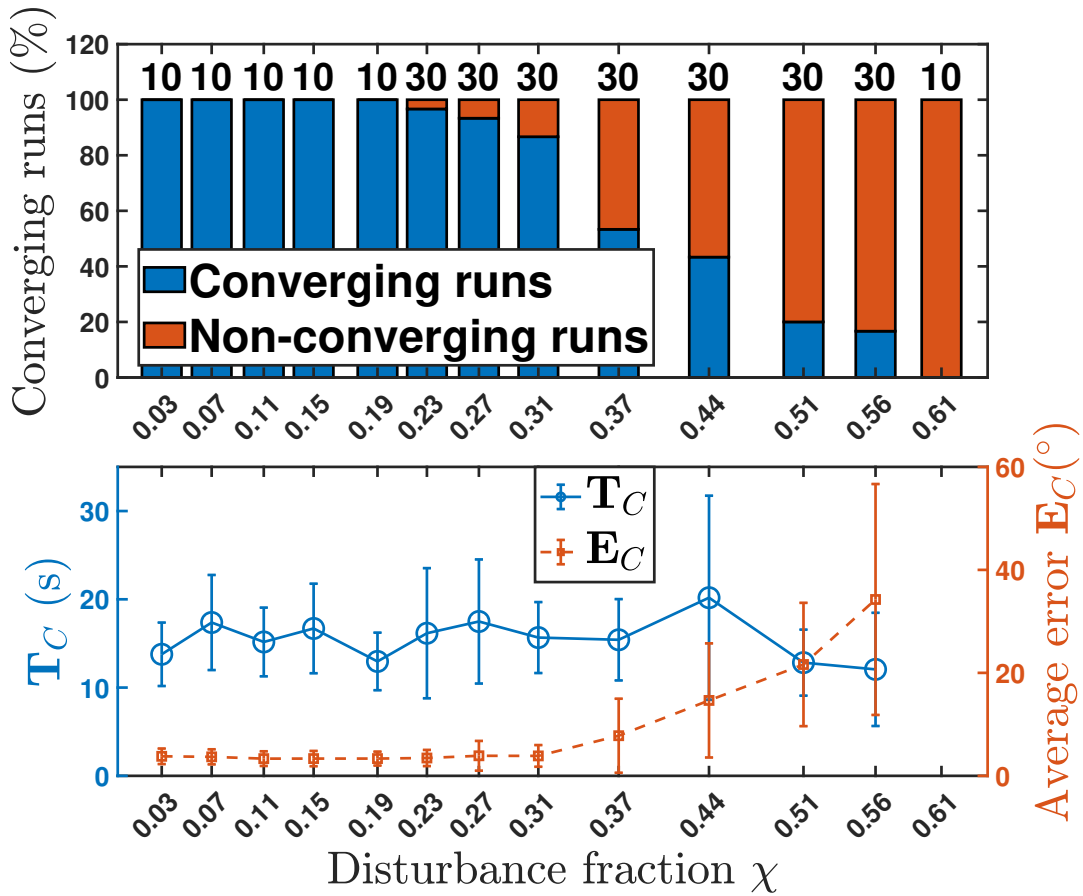 Converging runs (%)
120
100
80
60
40
20
0
10 10 10 10 10 30 30 30 30 30 30 30 10
Converging runs
Non-converging runs
0.03 0.07 0.11 0.15 0.19 0.23 0.27 0.31 0.37 0.44 0.51 0.56 0.61
T_C (s)
30
20
10
0
T_C
E_C
60
40
20
0
Average error E_C(°)
0.03 0.07 0.11 0.15 0.19 0.23 0.27 0.31 0.37 0.44 0.51 0.56 0.61
Disturbance fraction χ